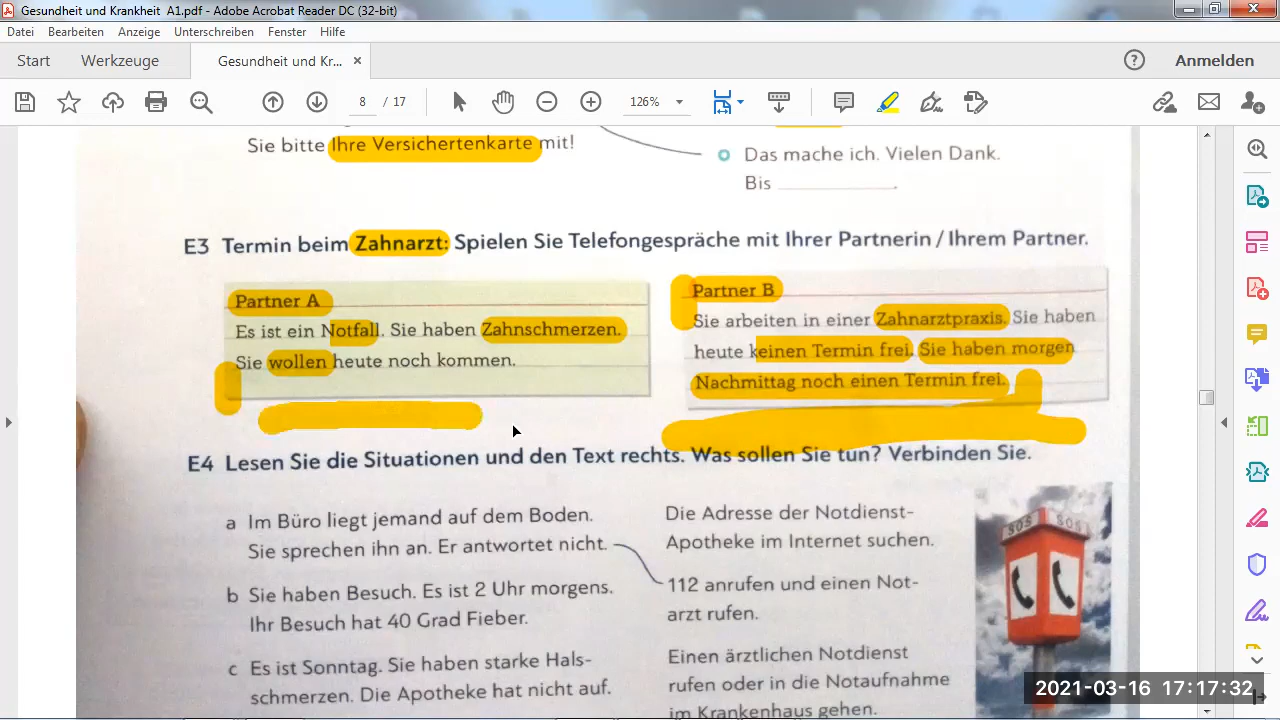 Gesundheit und Krankheit A1.pdf - Adobe Acrobat Reader DC (32-bit)
Datei Bearbeiten Anzeige Unterschreiben Fenster Hilfe
Start Werkzeuge Gesundheit und Kr... × Anmelden
8 / 17 126%
Sie bitte Ihre Versichertenkarte mit!
Das mache ich. Vielen Dank.
Bis ____________.
E3 Termin beim Zahnarzt: Spielen Sie Telefongespräche mit Ihrer Partnerin / Ihrem Partner.
Partner A
Es ist ein Notfall. Sie haben Zahnschmerzen.
Sie wollen heute noch kommen.
Partner B
Sie arbeiten in einer Zahnarztpraxis. Sie haben
heute keinen Termin frei. Sie haben morgen
Nachmittag noch einen Termin frei.
E4 Lesen Sie die Situationen und den Text rechts. Was sollen Sie tun? Verbinden Sie.
a Im Büro liegt jemand auf dem Boden.
Sie sprechen ihn an. Er antwortet nicht.
b Sie haben Besuch. Es ist 2 Uhr morgens.
Ihr Besuch hat 40 Grad Fieber.
c Es ist Sonntag. Sie haben starke Hals-
schmerzen. Die Apotheke hat nicht auf.
Die Adresse der Notdienst-
Apotheke im Internet suchen.
112 anrufen und einen Not-
arzt rufen.
Einen ärztlichen Notdienst
rufen oder in die Notaufnahme
im Krankenhaus gehen.
SOS SOS
2021-03-16 17:17:32